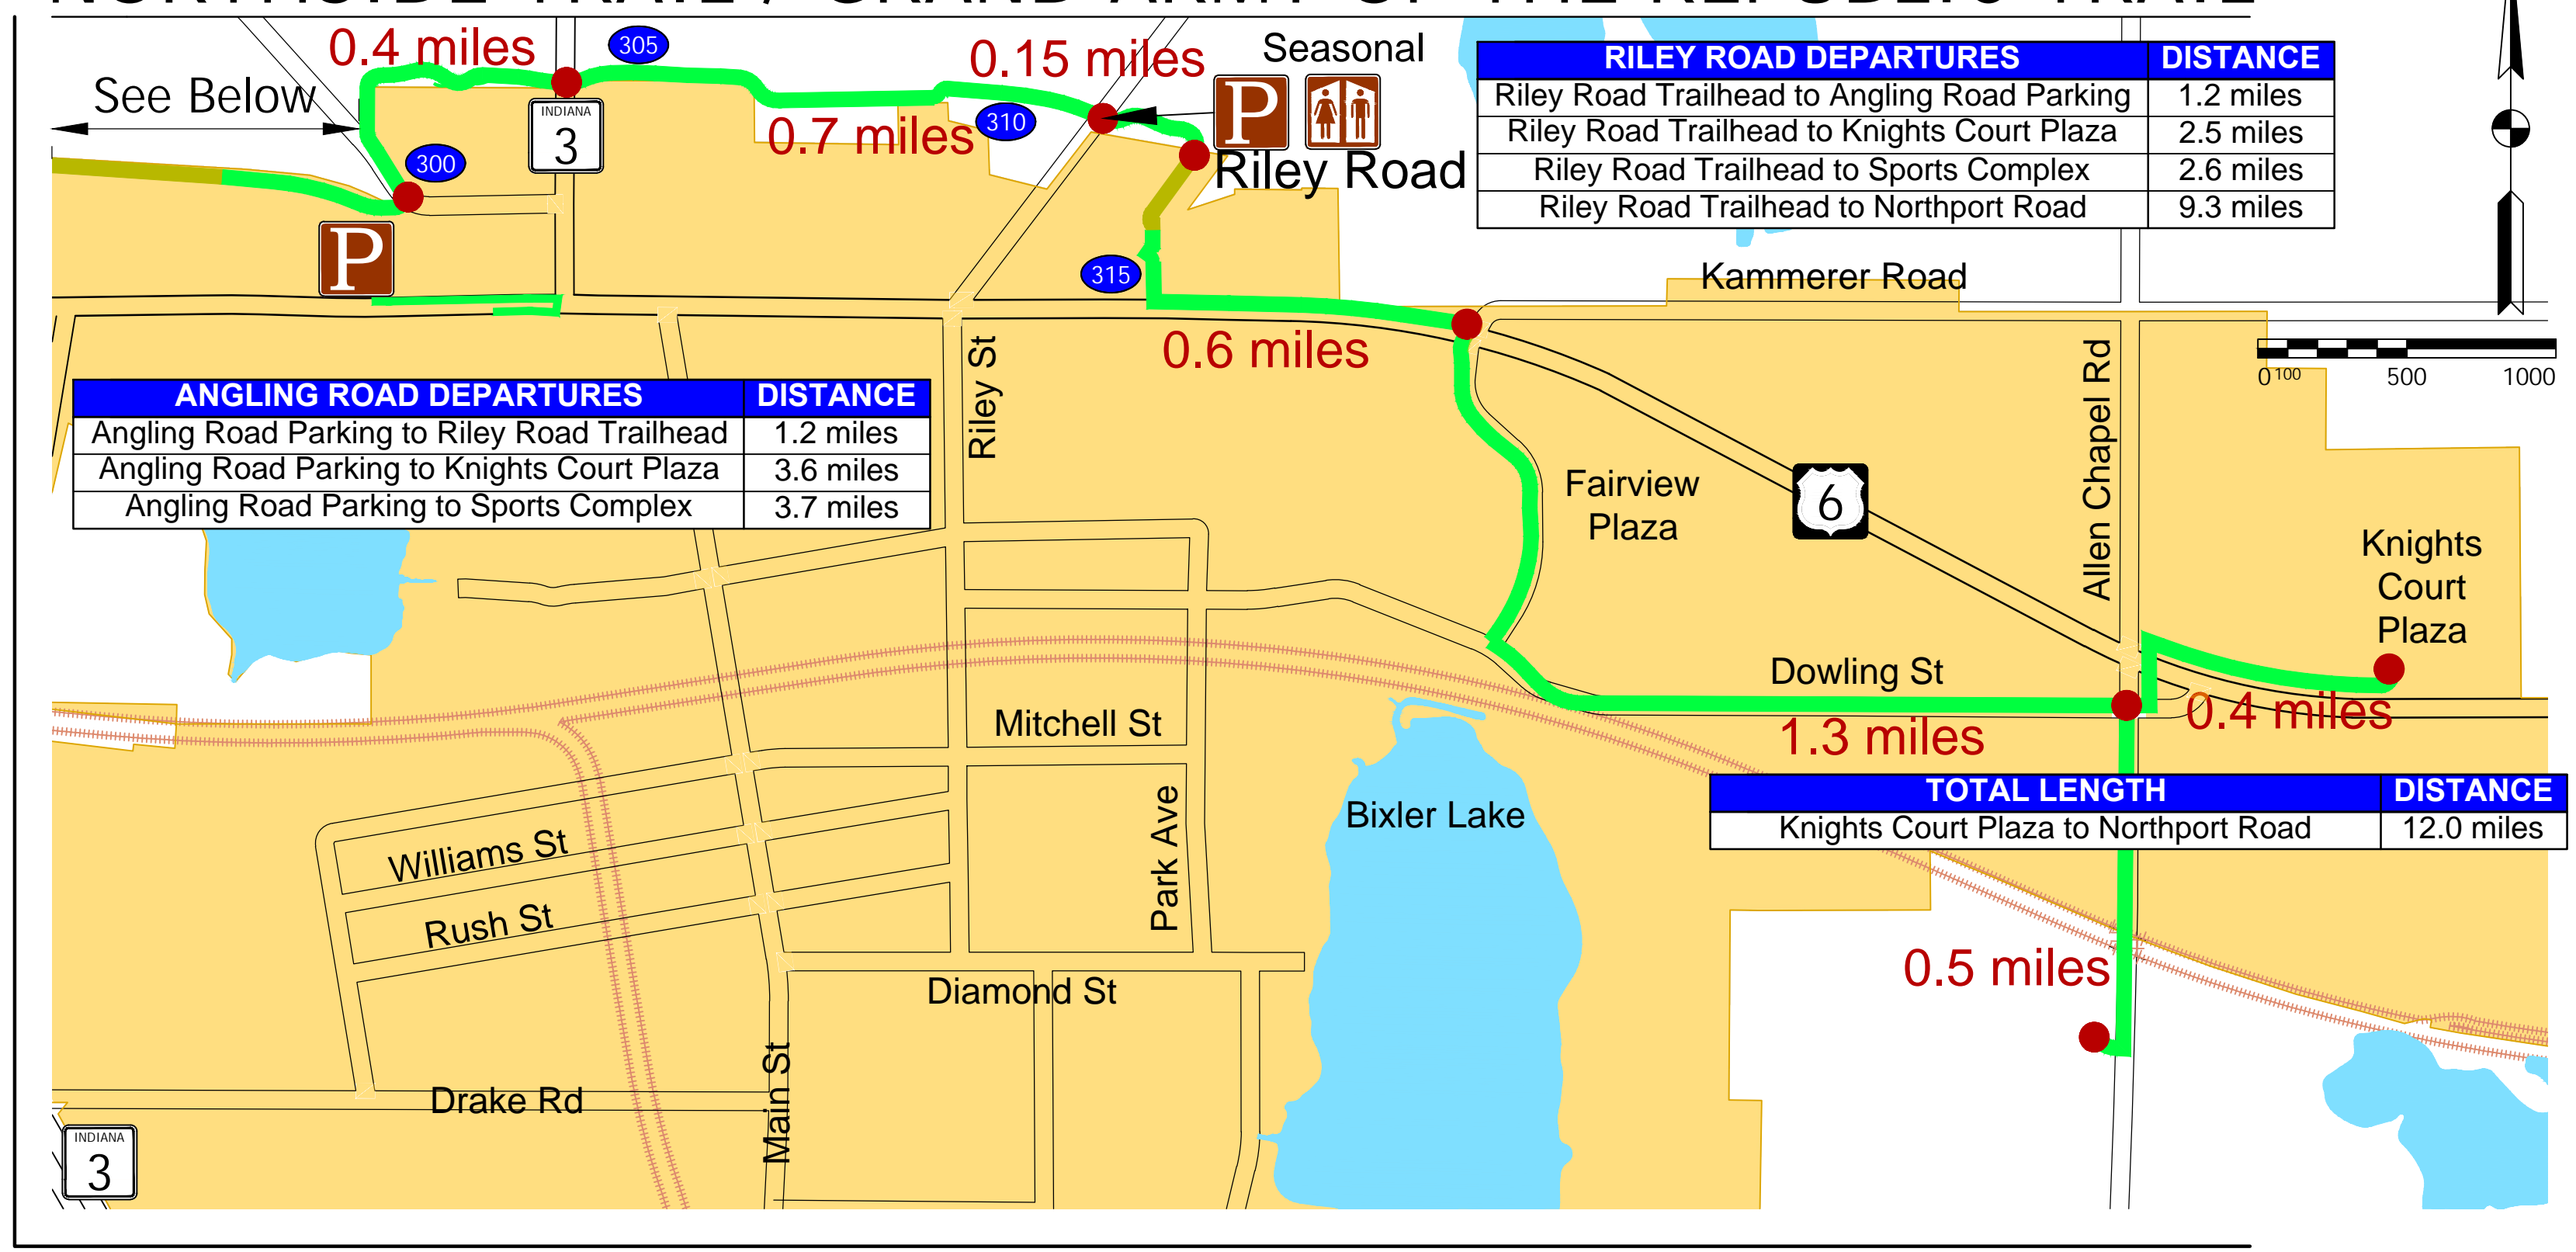 NORTHSIDE TRAIL / GRAND ARMY OF THE REPUBLIC TRAIL
0.4 miles
305
0.15 miles
Seasonal
See Below
INDIANA
3
0.7 miles
310
P
300
Riley Road
P
315
RILEY ROAD DEPARTURES DISTANCE
Riley Road Trailhead to Angling Road Parking 1.2 miles
Riley Road Trailhead to Knights Court Plaza 2.5 miles
Riley Road Trailhead to Sports Complex 2.6 miles
Riley Road Trailhead to Northport Road 9.3 miles
Kammerer Road
0.6 miles
Riley St
Allen Chapel Rd
0 100 500 1000
ANGLING ROAD DEPARTURES DISTANCE
Angling Road Parking to Riley Road Trailhead 1.2 miles
Angling Road Parking to Knights Court Plaza 3.6 miles
Angling Road Parking to Sports Complex 3.7 miles
Fairview
Plaza
6
Knights
Court
Plaza
Dowling St
0.4 miles
1.3 miles
Mitchell St
TOTAL LENGTH DISTANCE
Knights Court Plaza to Northport Road 12.0 miles
Bixler Lake
Park Ave
Williams St
Rush St
0.5 miles
Diamond St
Main St
Drake Rd
INDIANA
3